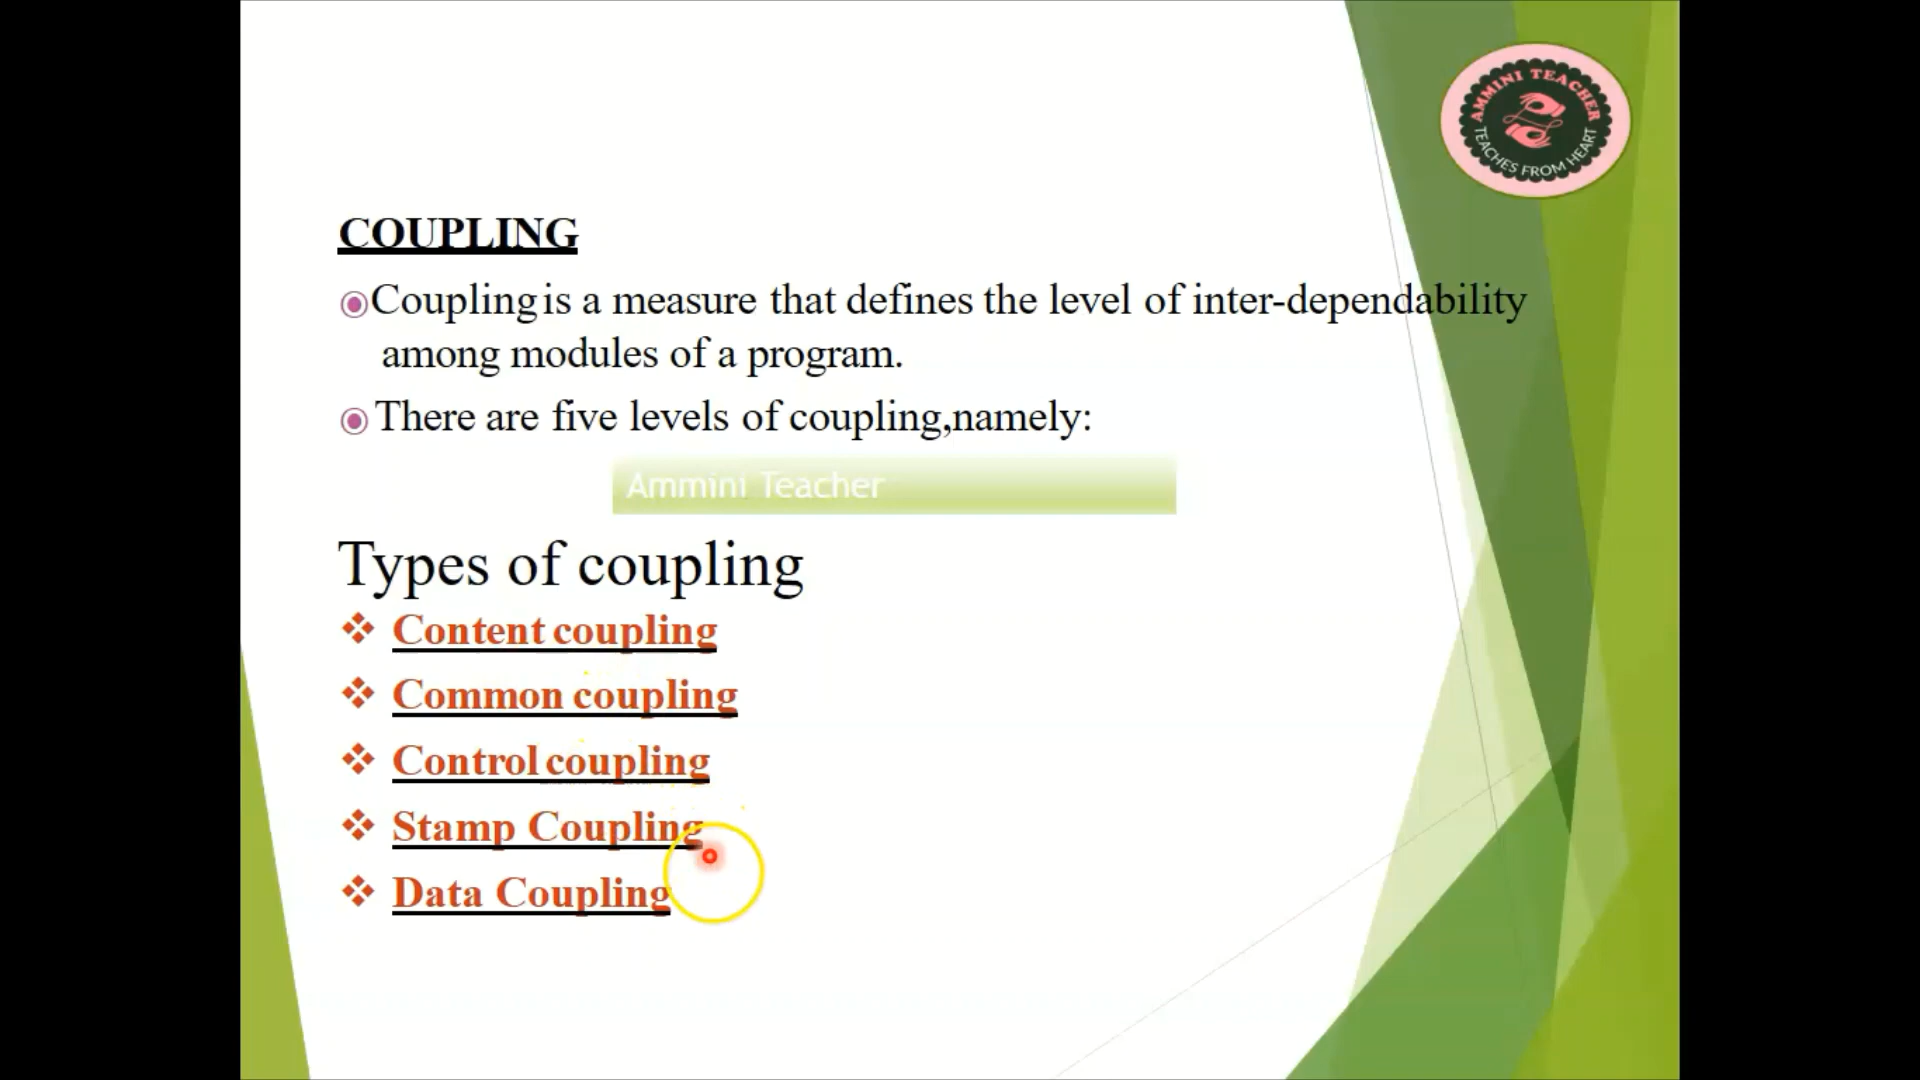 AMMINI TEACHER
TEACHES FROM HEART
COUPLING
Coupling is a measure that defines the level of inter-dependability
among modules of a program.
There are five levels of coupling,namely:
Ammini Teacher
Types of coupling
Content coupling
Common coupling
Control coupling
Stamp Coupling
Data Coupling